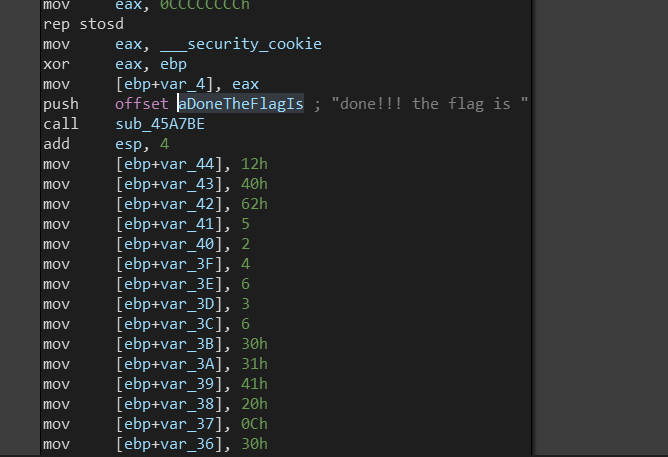 mov eax, 0CCCCCCCCh
rep stosd
mov eax, ___security_cookie
xor eax, ebp
mov [ebp+var_4], eax
push offset aDoneTheFlagIs ; "done!!! the flag is "
call sub_45A7BE
add esp, 4
mov [ebp+var_44], 12h
mov [ebp+var_43], 40h
mov [ebp+var_42], 62h
mov [ebp+var_41], 5
mov [ebp+var_40], 2
mov [ebp+var_3F], 4
mov [ebp+var_3E], 6
mov [ebp+var_3D], 3
mov [ebp+var_3C], 6
mov [ebp+var_3B], 30h
mov [ebp+var_3A], 31h
mov [ebp+var_39], 41h
mov [ebp+var_38], 20h
mov [ebp+var_37], 0Ch
mov [ebp+var_36], 30h